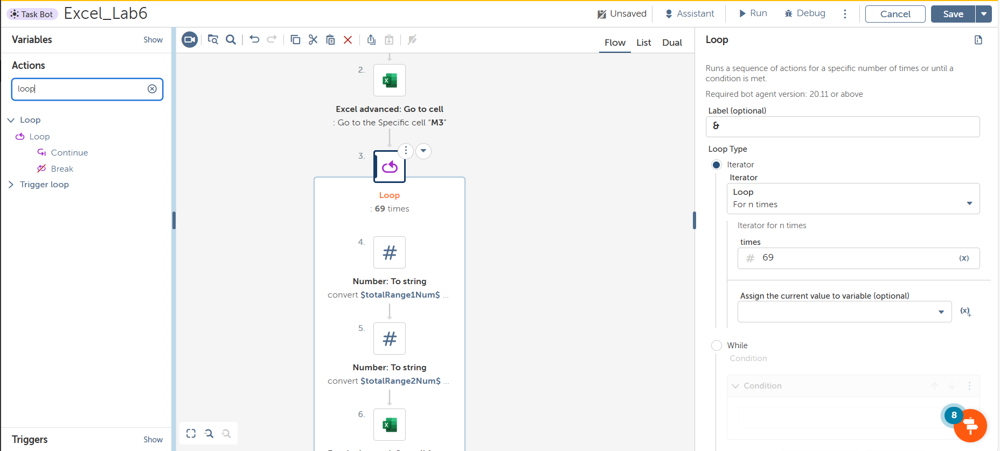 Task Bot
Excel_Lab6
Unsaved
Assistant
Run
Debug
Cancel
Save
Variables
Show
Actions
loop
Loop
Loop
Continue
Break
Trigger loop
Triggers
Show
Flow
List
Dual
2.
Excel advanced: Go to cell
: Go to the Specific cell “M3”
3.
Loop
: 69 times
4.
#
Number: To string
convert $totalRange1Num$ ...
5.
#
Number: To string
convert $totalRange2Num$ ...
6.
Loop
Runs a sequence of actions for a specific number of times or until a
condition is met.
Required bot agent version: 20.11 or above
Label (optional)
&
Loop Type
Iterator
Iterator
Loop
For n times
Iterator for n times
times
# 69 (x)
Assign the current value to variable (optional)
(x)+
While
Condition
Condition
8